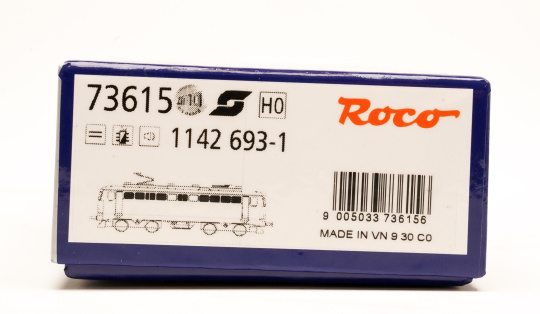 73615 H0
Roco
1142 693-1
9 005033 736156
MADE IN VN 9 30 C0